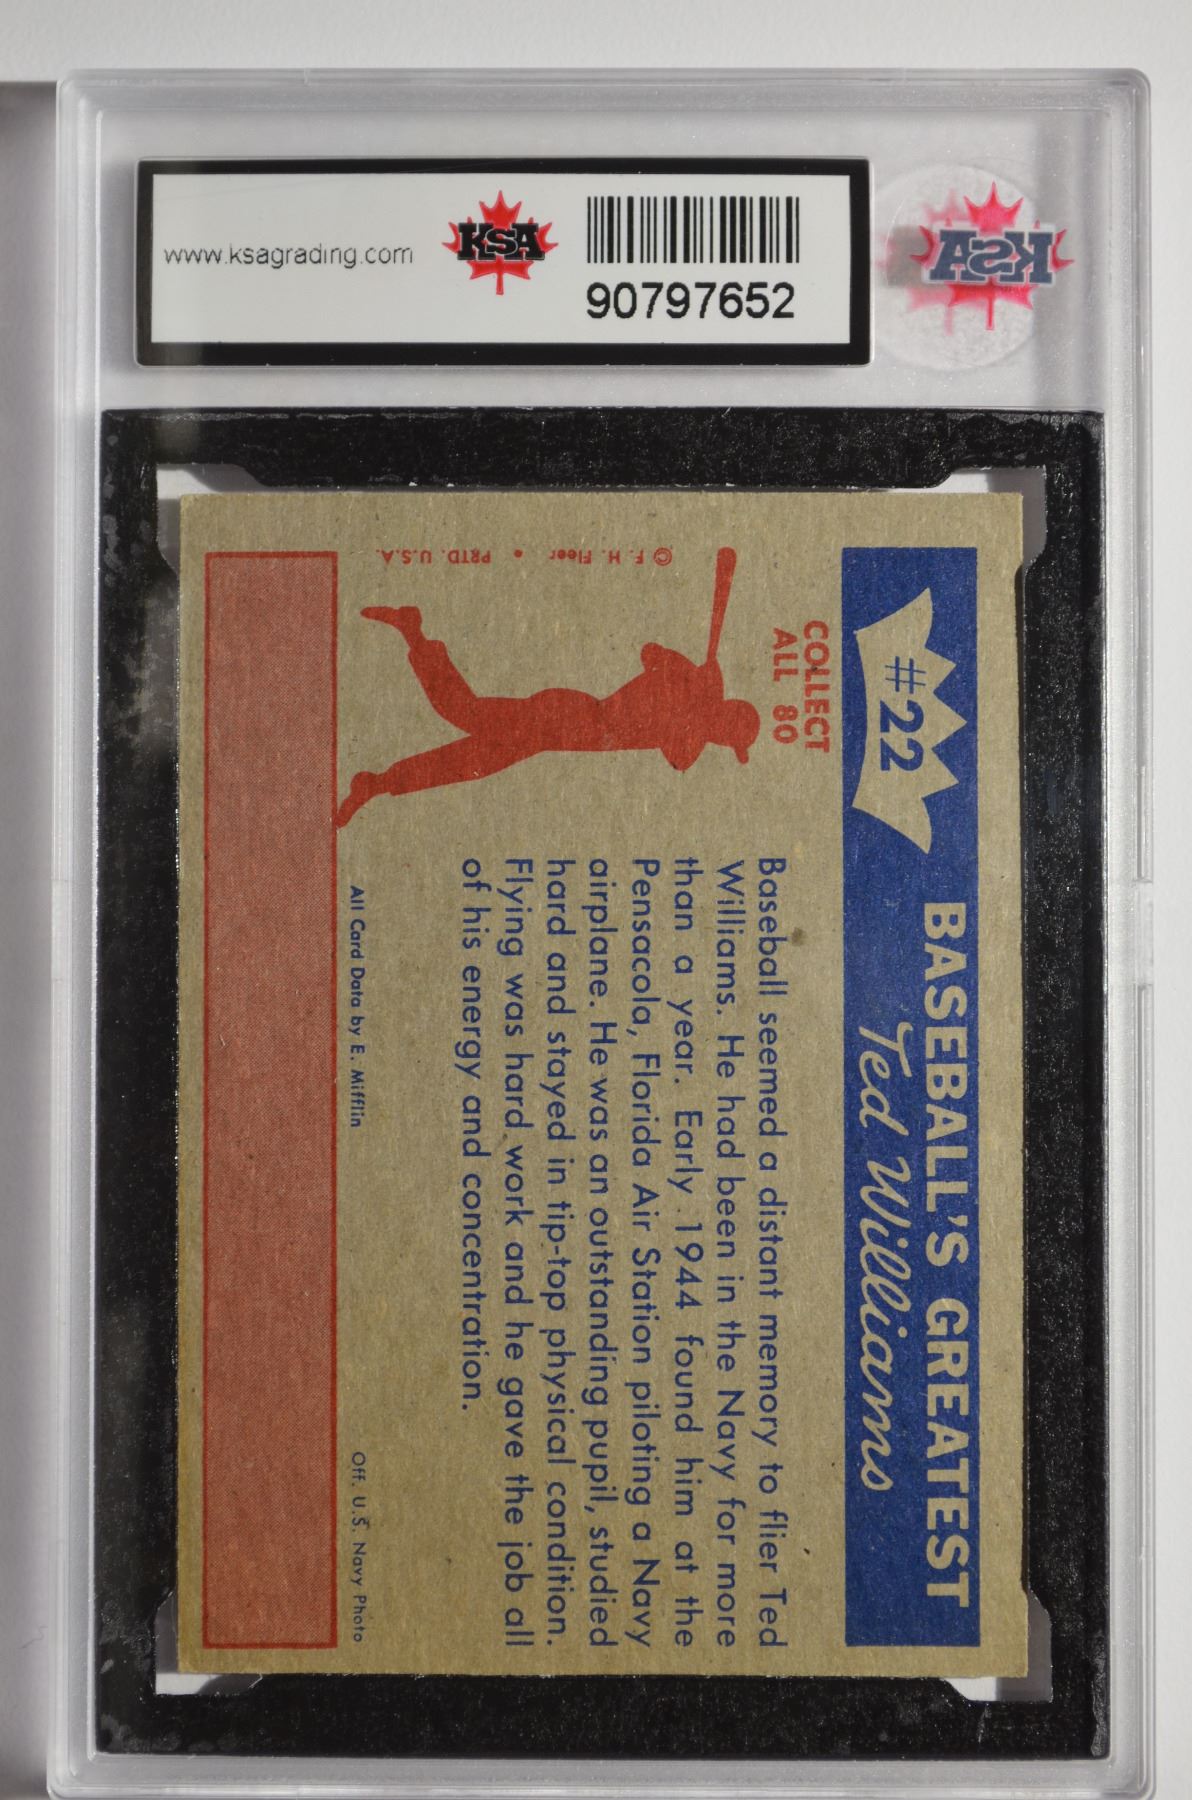 www.ksagrading.com
KSA
90797652
KSA
#22
BASEBALL'S GREATEST
Ted Williams
COLLECT
ALL 80
Baseball seemed a distant memory to flier Ted
Williams. He had been in the Navy for more
than a year. Early 1944 found him at the
Pensacola, Florida Air Station piloting a Navy
airplane. He was an outstanding pupil, studied
hard and stayed in tip-top physical condition.
Flying was hard work and he gave the job all
of his energy and concentration.
© F. H. Fleer • PRTD. U.S.A.
All Card Data by E. Mifflin
Off. U.S. Navy Photo